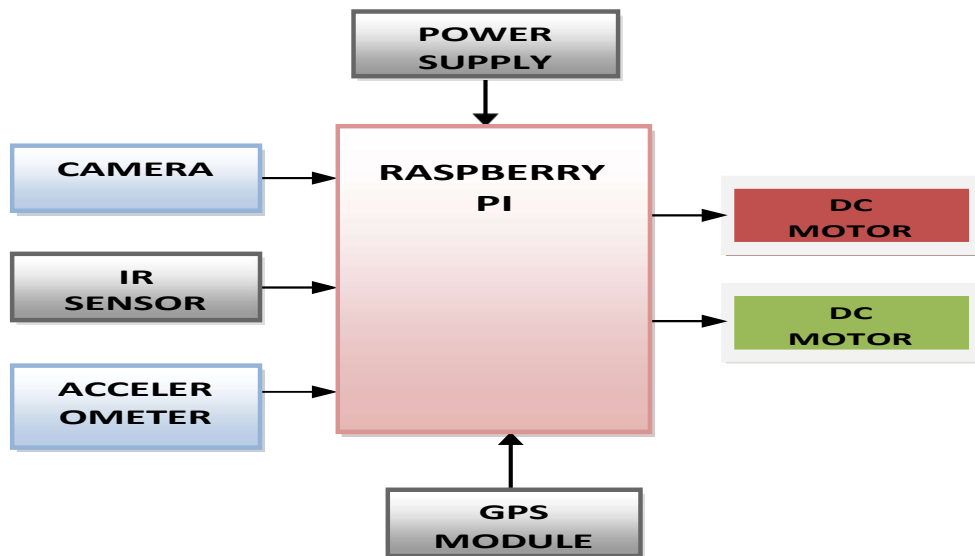 POWER
SUPPLY
CAMERA
RASPBERRY
PI
DC
MOTOR
IR
SENSOR
DC
MOTOR
ACCELER
OMETER
GPS
MODULE